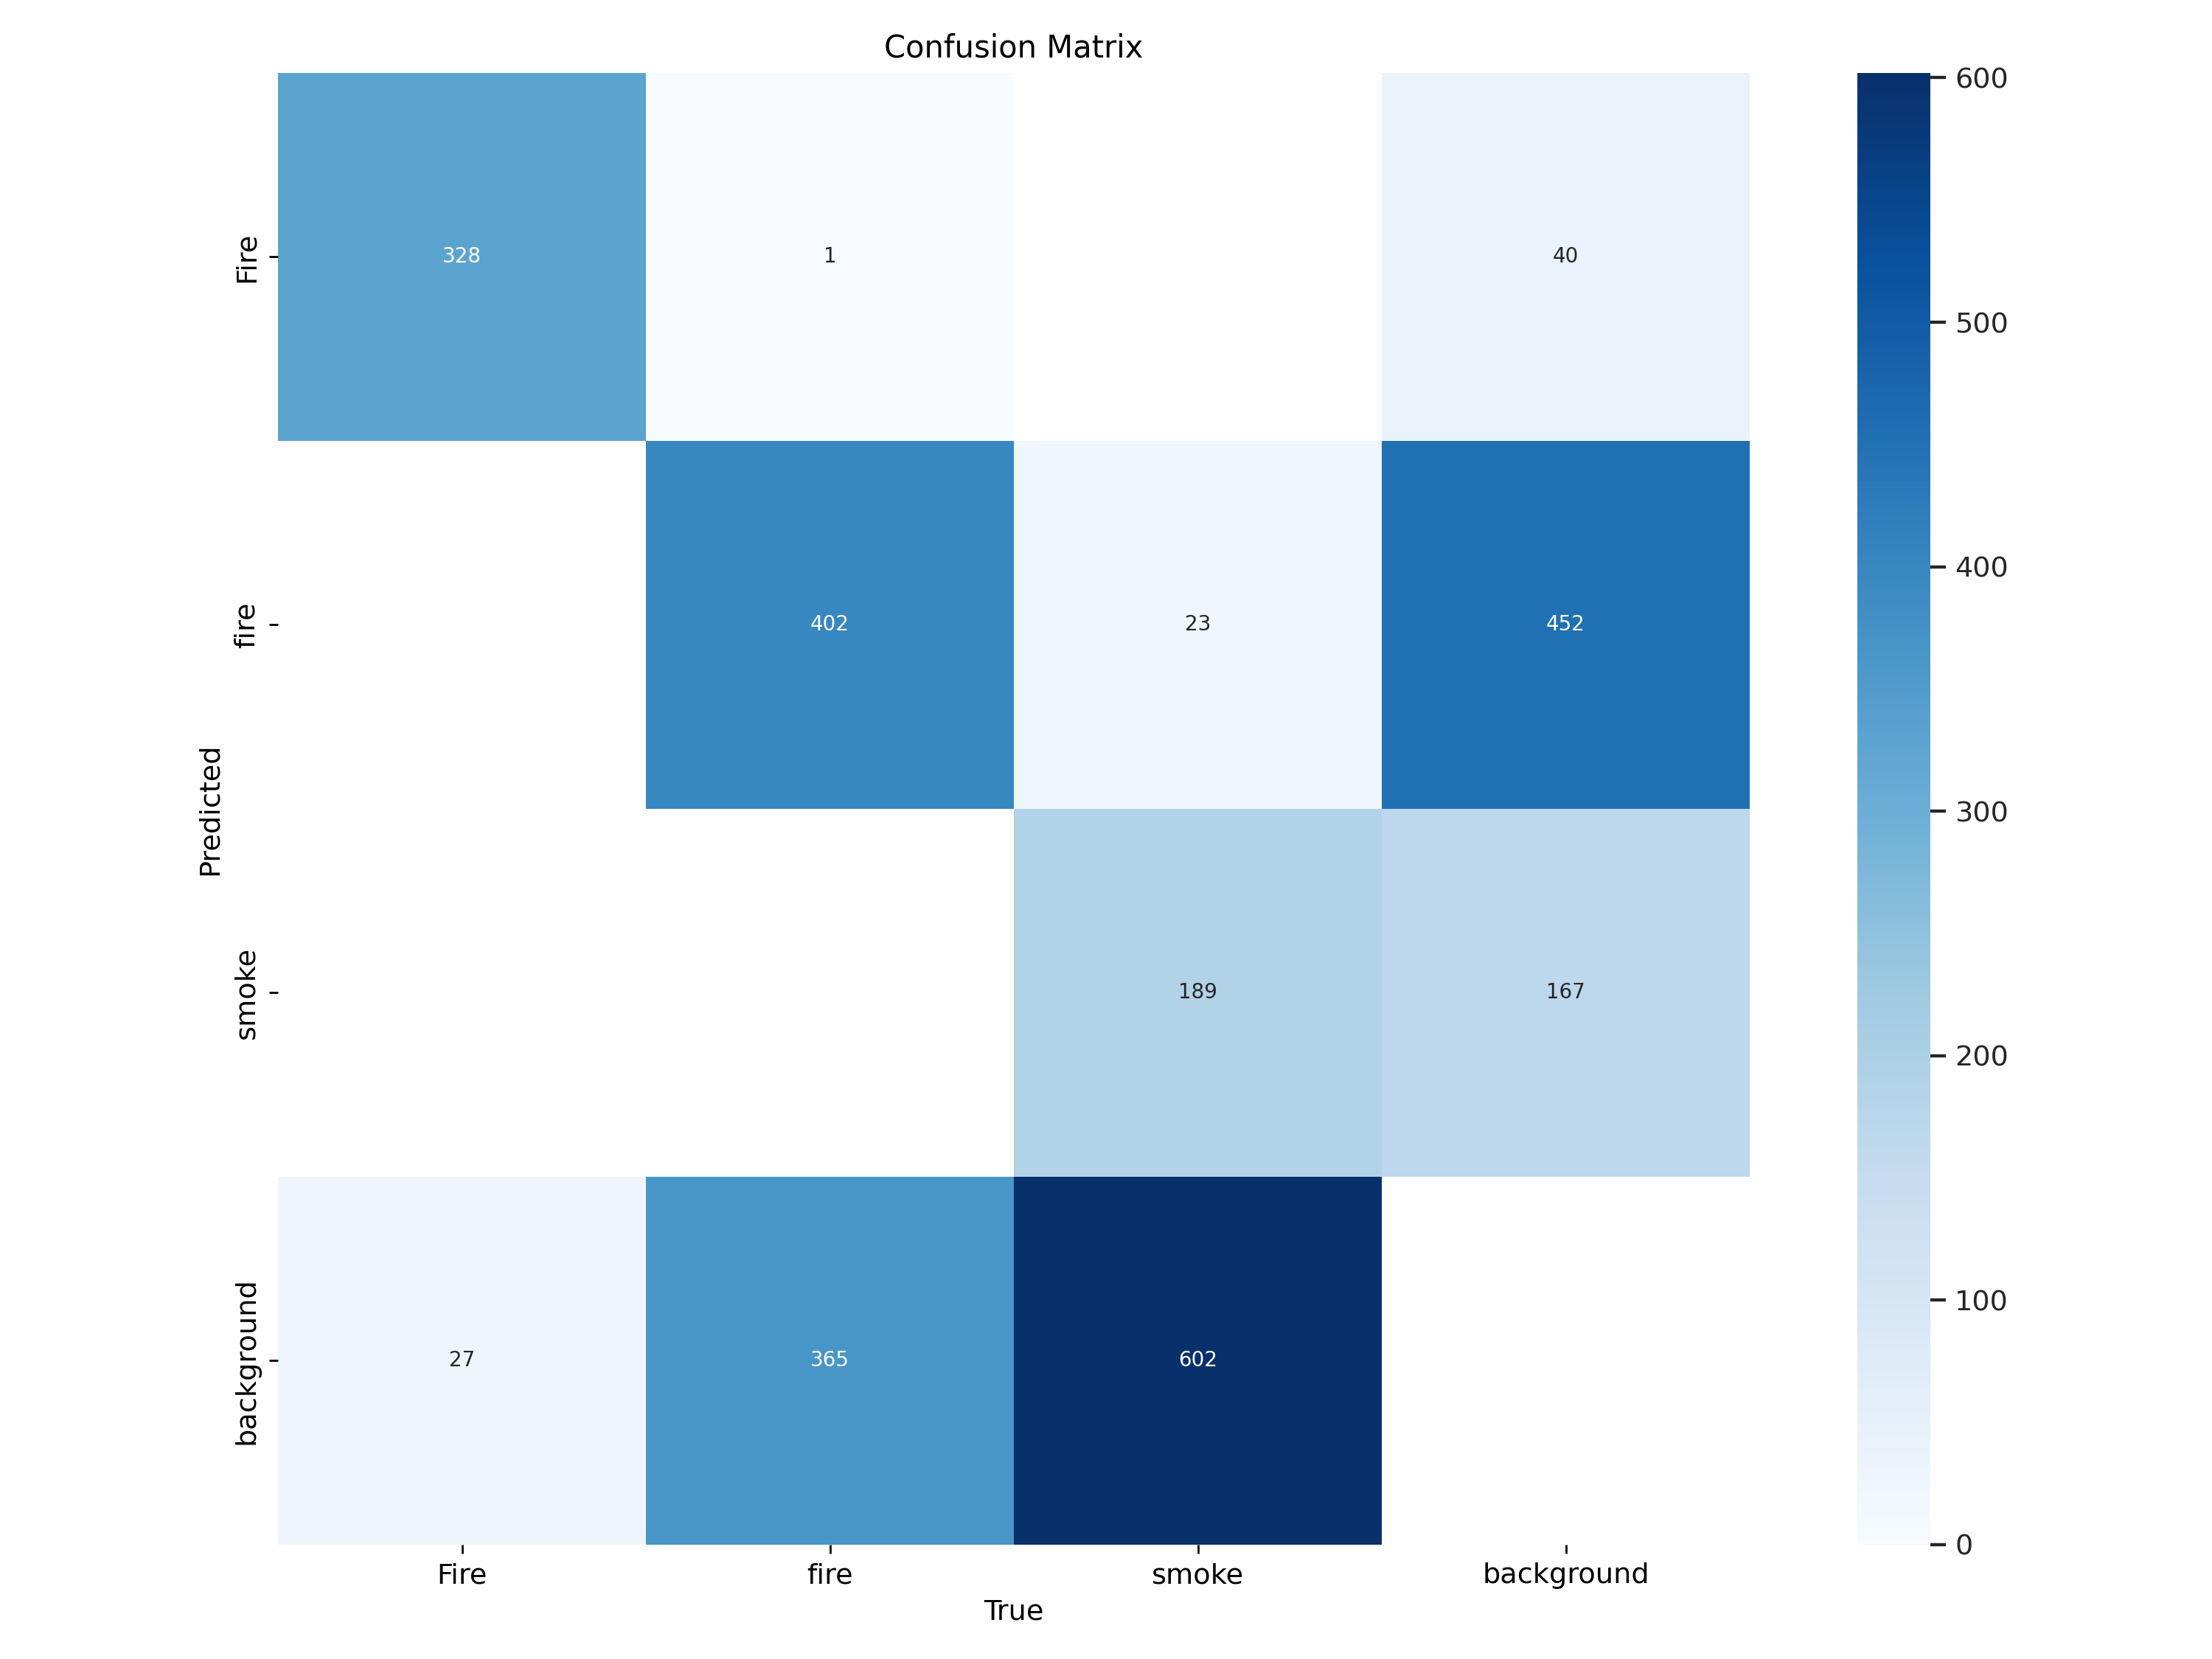 Confusion Matrix
Fire
328
1
40
fire
402
23
452
smoke
189
167
background
27
365
602
Fire
fire
smoke
background
True
Predicted
600
500
400
300
200
100
0